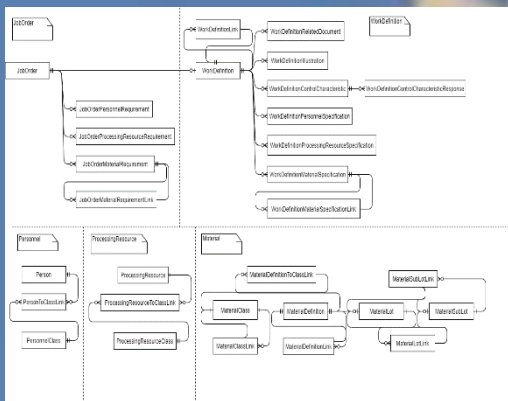 JobOrder
WorkDefinitionLink
WorkDefinition
WorkDefinitionRelatedDocument
WorkDefinitionIllustration
JobOrder
WorkDefinition
WorkDefinitionControlCharacteristic
WorkDefinitionControlCharacteristicResponse
JobOrderPersonnelRequirement
WorkDefinitionPersonnelSpecification
JobOrderProcessingResourceRequirement
WorkDefinitionProcessingResourceSpecification
JobOrderMaterialRequirement
WorkDefinitionMaterialSpecification
JobOrderMaterialRequirementLink
WorkDefinitionMaterialSpecificationLink
Personnel
ProcessingResource
Material
Person
ProcessingResource
MaterialDefinitionToClassLink
MaterialSubLotLink
PersonToClassLink
ProcessingResourceToClassLink
MaterialClass
MaterialDefinition
MaterialLot
MaterialSubLot
PersonnelClass
ProcessingResourceClass
MaterialClassLink
MaterialDefinitionLink
MaterialLotLink